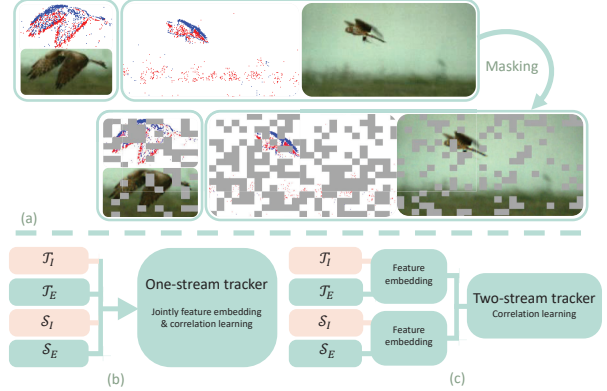 Masking
(a)
𝒯_I
𝒯_E
𝒮_I
𝒮_E
One-stream tracker
Jointly feature embedding
& correlation learning
(b)
𝒯_I
𝒯_E
𝒮_I
𝒮_E
Feature
embedding
Feature
embedding
Two-stream tracker
Correlation learning
(c)